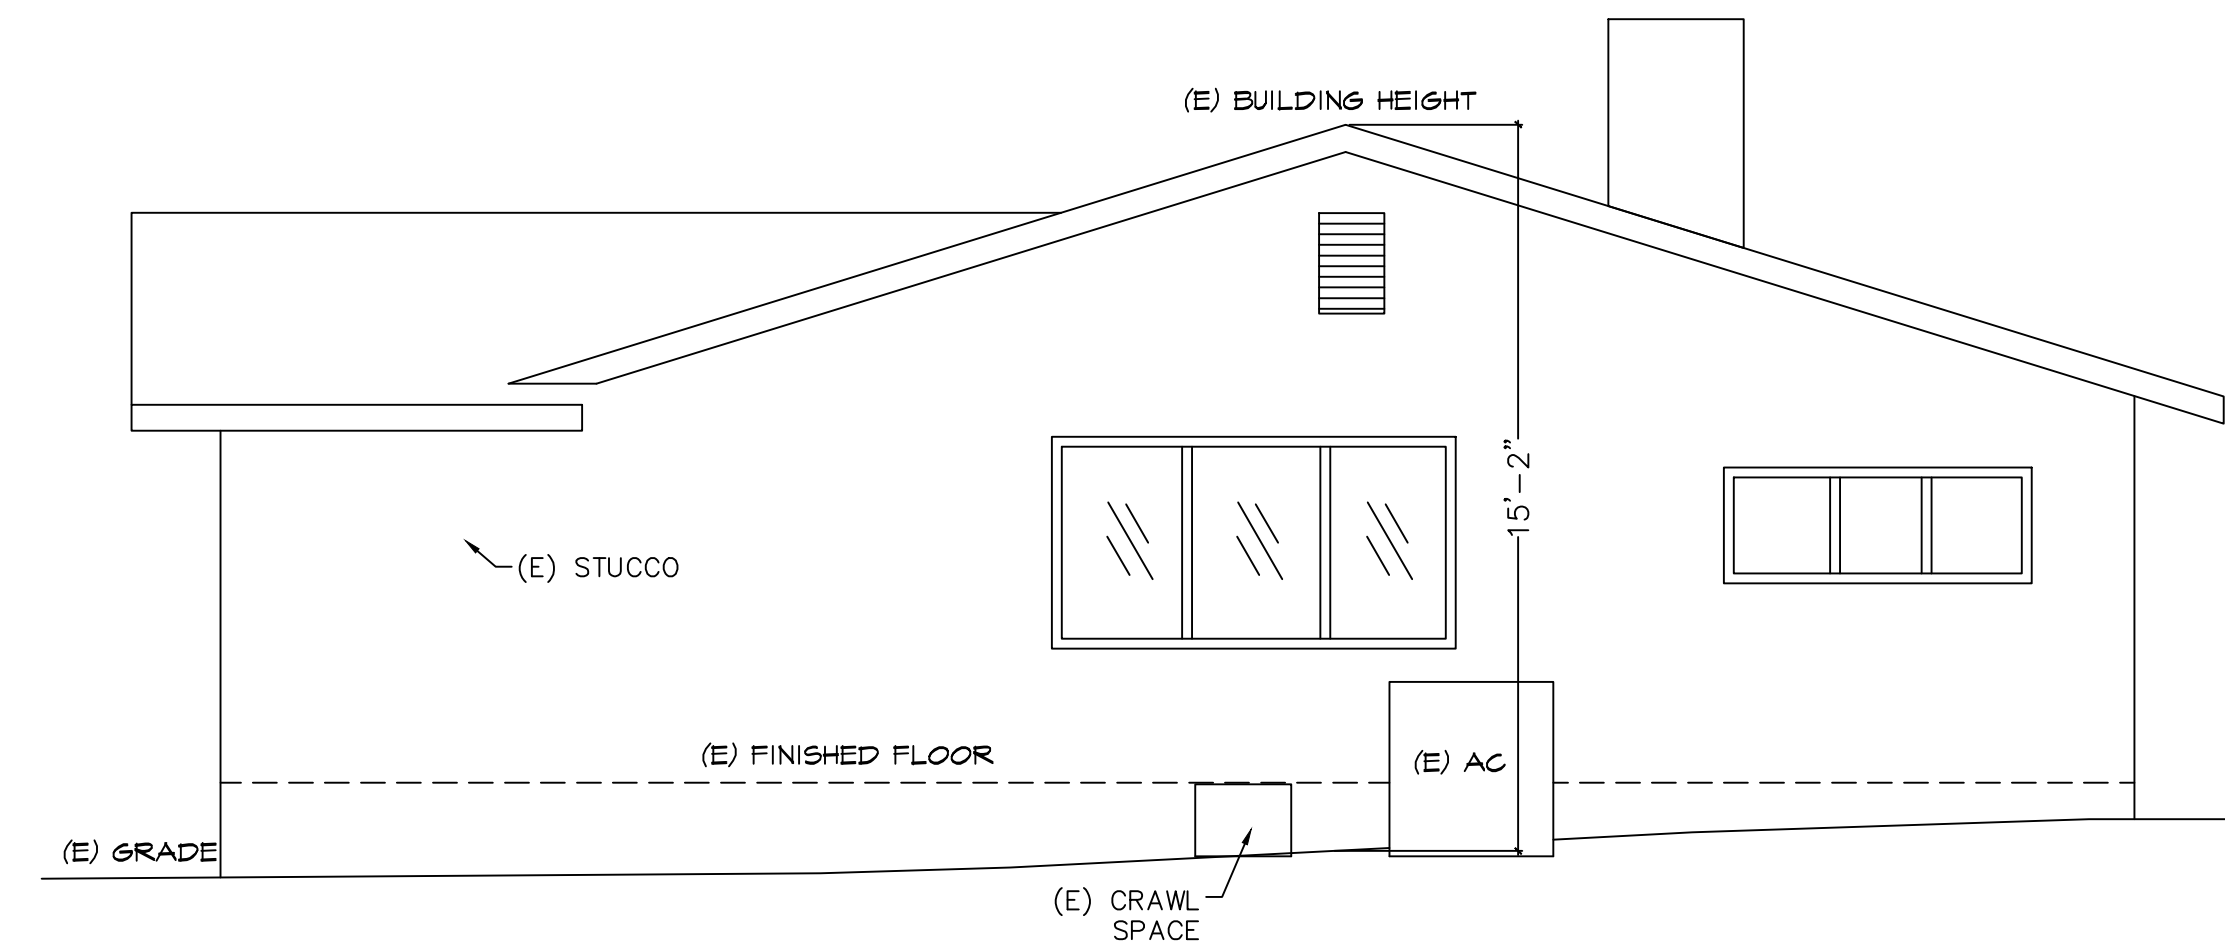 (E) BUILDING HEIGHT
15'-2"
(E) STUCCO
(E) FINISHED FLOOR
(E) AC
(E) GRADE
(E) CRAWL
SPACE